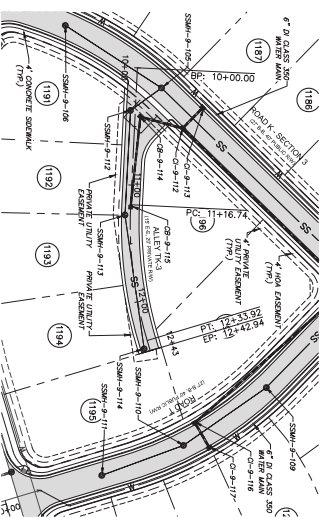 6" DI CLASS 350
WATER MAIN
1187
1186
SSMH-9-105
BP: 10+00.00
ROAD K - SECTION 3
1191
SSMH-9-106
4' CONCRETE SIDEWALK
(TYP.)
SSMH-9-112
CB-9-114
CI-9-112
CI-9-113
SS
1192
11+00
PC: 11+16.74
96
PRIVATE UTILITY
EASEMENT
CB-9-115
ALLEY TK-3
4' PRIVATE
UTILITY EASEMENT
(TYP.)
4' HOA EASEMENT
(TYP.)
SSMH-9-113
1193
SS
12+00
PRIVATE UTILITY
EASEMENT
1194
PT: 12+33.92
EP: 12+42.94
12+43
SSMH-9-114
SSMH-9-110
ROAD T
SSMH-9-111
1195
SSMH-9-109
6" DI CLASS 350
WATER MAIN
CI-9-116
CI-9-117